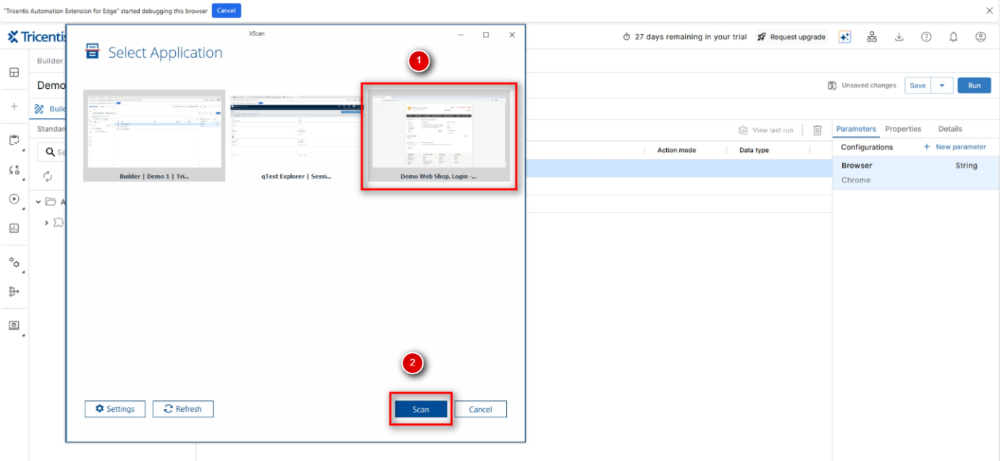 "Tricentis Automation Extension for Edge" started debugging this browser
Cancel
Tricentis
XScan
27 days remaining in your trial
Request upgrade
Select Application
1
Builder
Demo
Unsaved changes
Save
Run
Build
Standard
View last run
Parameters
Properties
Details
Se
Action mode
Data type
Configurations
+ New parameter
Browser
String
Chrome
Builder | Demo 1 | Tri...
qTest Explorer | Sessi...
Demo Web Shop. Login -...
A
2
Settings
Refresh
Scan
Cancel